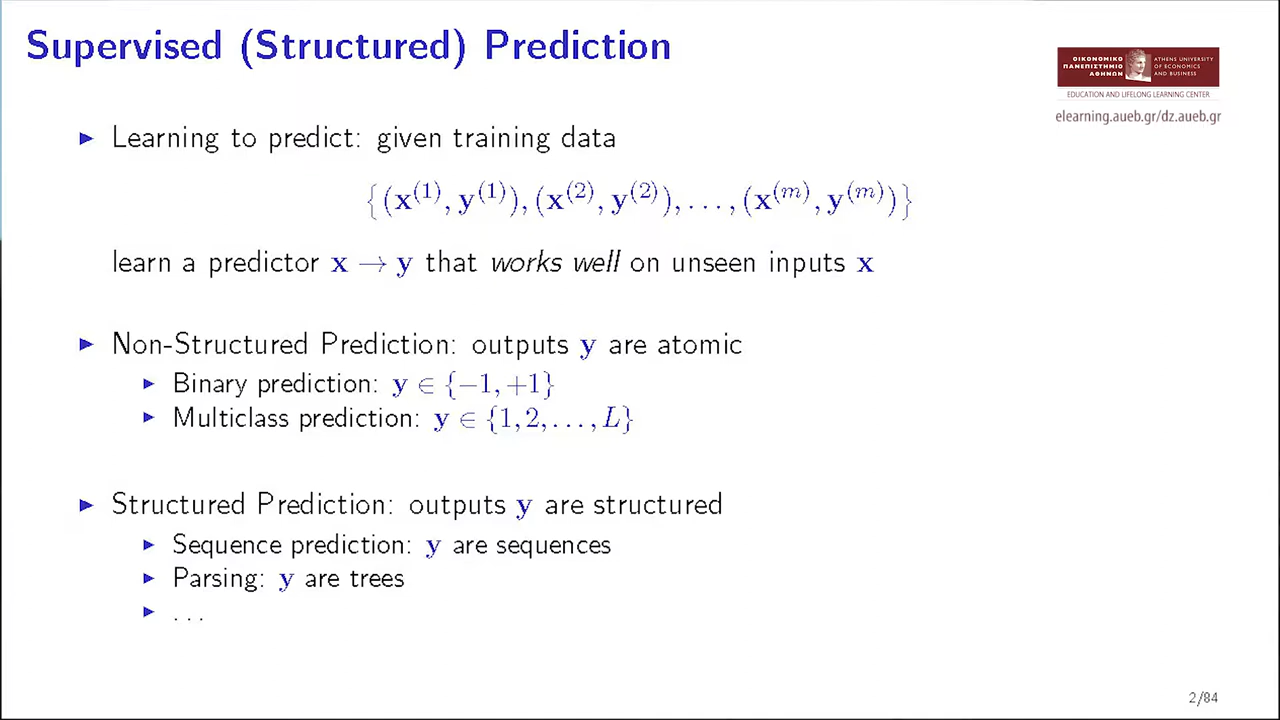 Supervised (Structured) Prediction
ΟΙΚΟΝΟΜΙΚΟ
ΠΑΝΕΠΙΣΤΗΜΙΟ
ΑΘΗΝΩΝ
ATHENS UNIVERSITY
OF ECONOMICS
AND BUSINESS
EDUCATION AND LIFELONG LEARNING CENTER
elearning.aueb.gr/dz.aueb.gr
▶ Learning to predict: given training data
{(x^(1), y^(1)), (x^(2), y^(2)), . . . , (x^(m), y^(m))}
learn a predictor x → y that works well on unseen inputs x
▶ Non-Structured Prediction: outputs y are atomic
▶ Binary prediction: y ∈ {−1, +1}
▶ Multiclass prediction: y ∈ {1, 2, . . . , L}
▶ Structured Prediction: outputs y are structured
▶ Sequence prediction: y are sequences
▶ Parsing: y are trees
▶ . . .
2/84